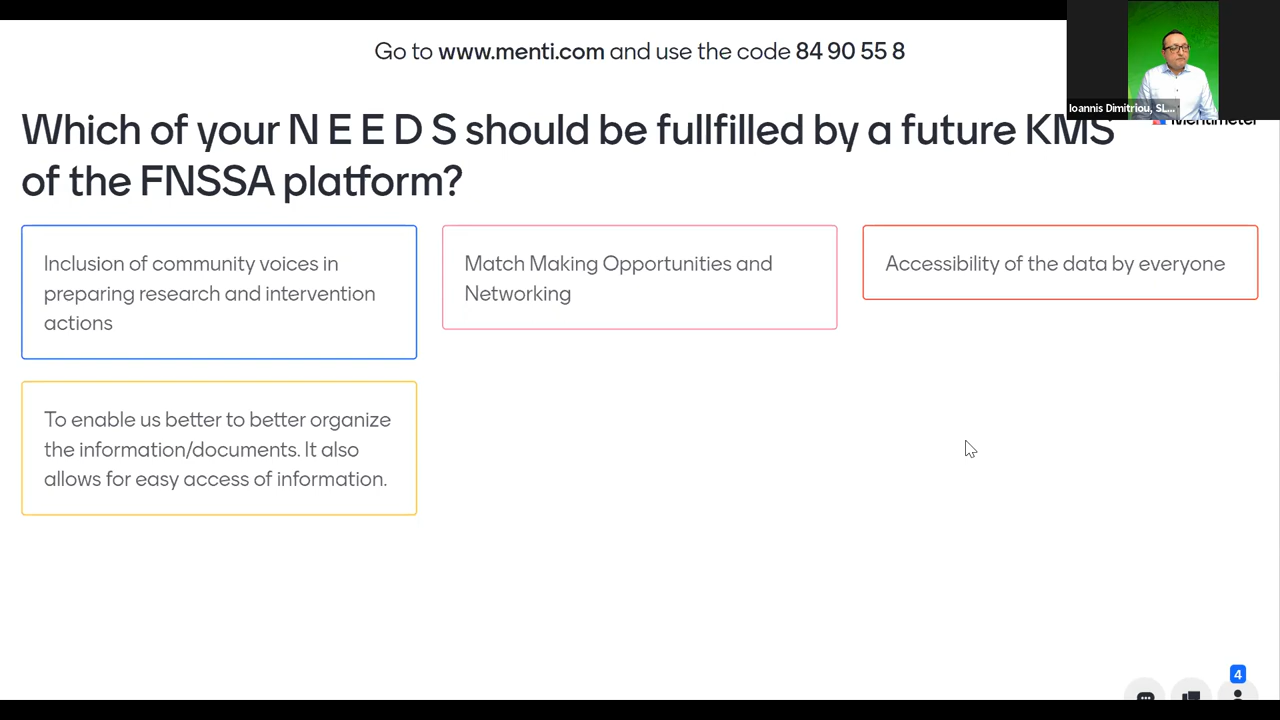 Go to www.menti.com and use the code 84 90 55 8
Ioannis Dimitriou, SL...
Mentimeter
Which of your N E E D S should be fullfilled by a future KMS
of the FNSSA platform?
Inclusion of community voices in
preparing research and intervention
actions
Match Making Opportunities and
Networking
Accessibility of the data by everyone
To enable us better to better organize
the information/documents. It also
allows for easy access of information.
4